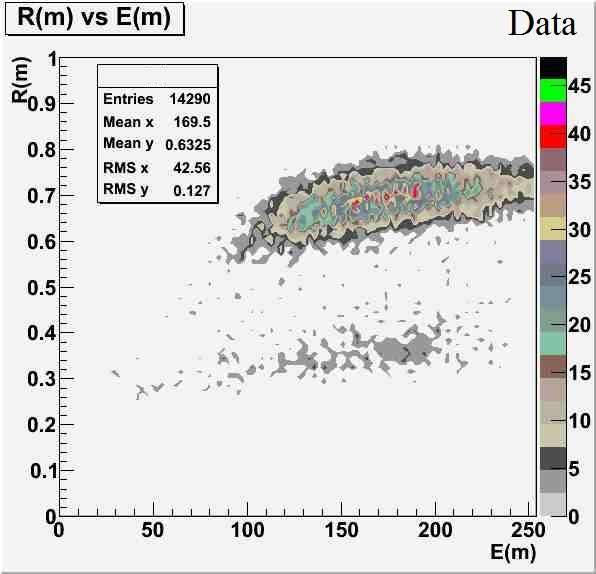 R(m) vs E(m)
Data
R(m)
Entries 14290
Mean x 169.5
Mean y 0.6325
RMS x 42.56
RMS y 0.127
1
0.9
0.8
0.7
0.6
0.5
0.4
0.3
0.2
0.1
0
0 50 100 150 200 250
E(m)
45
40
35
30
25
20
15
10
5
0